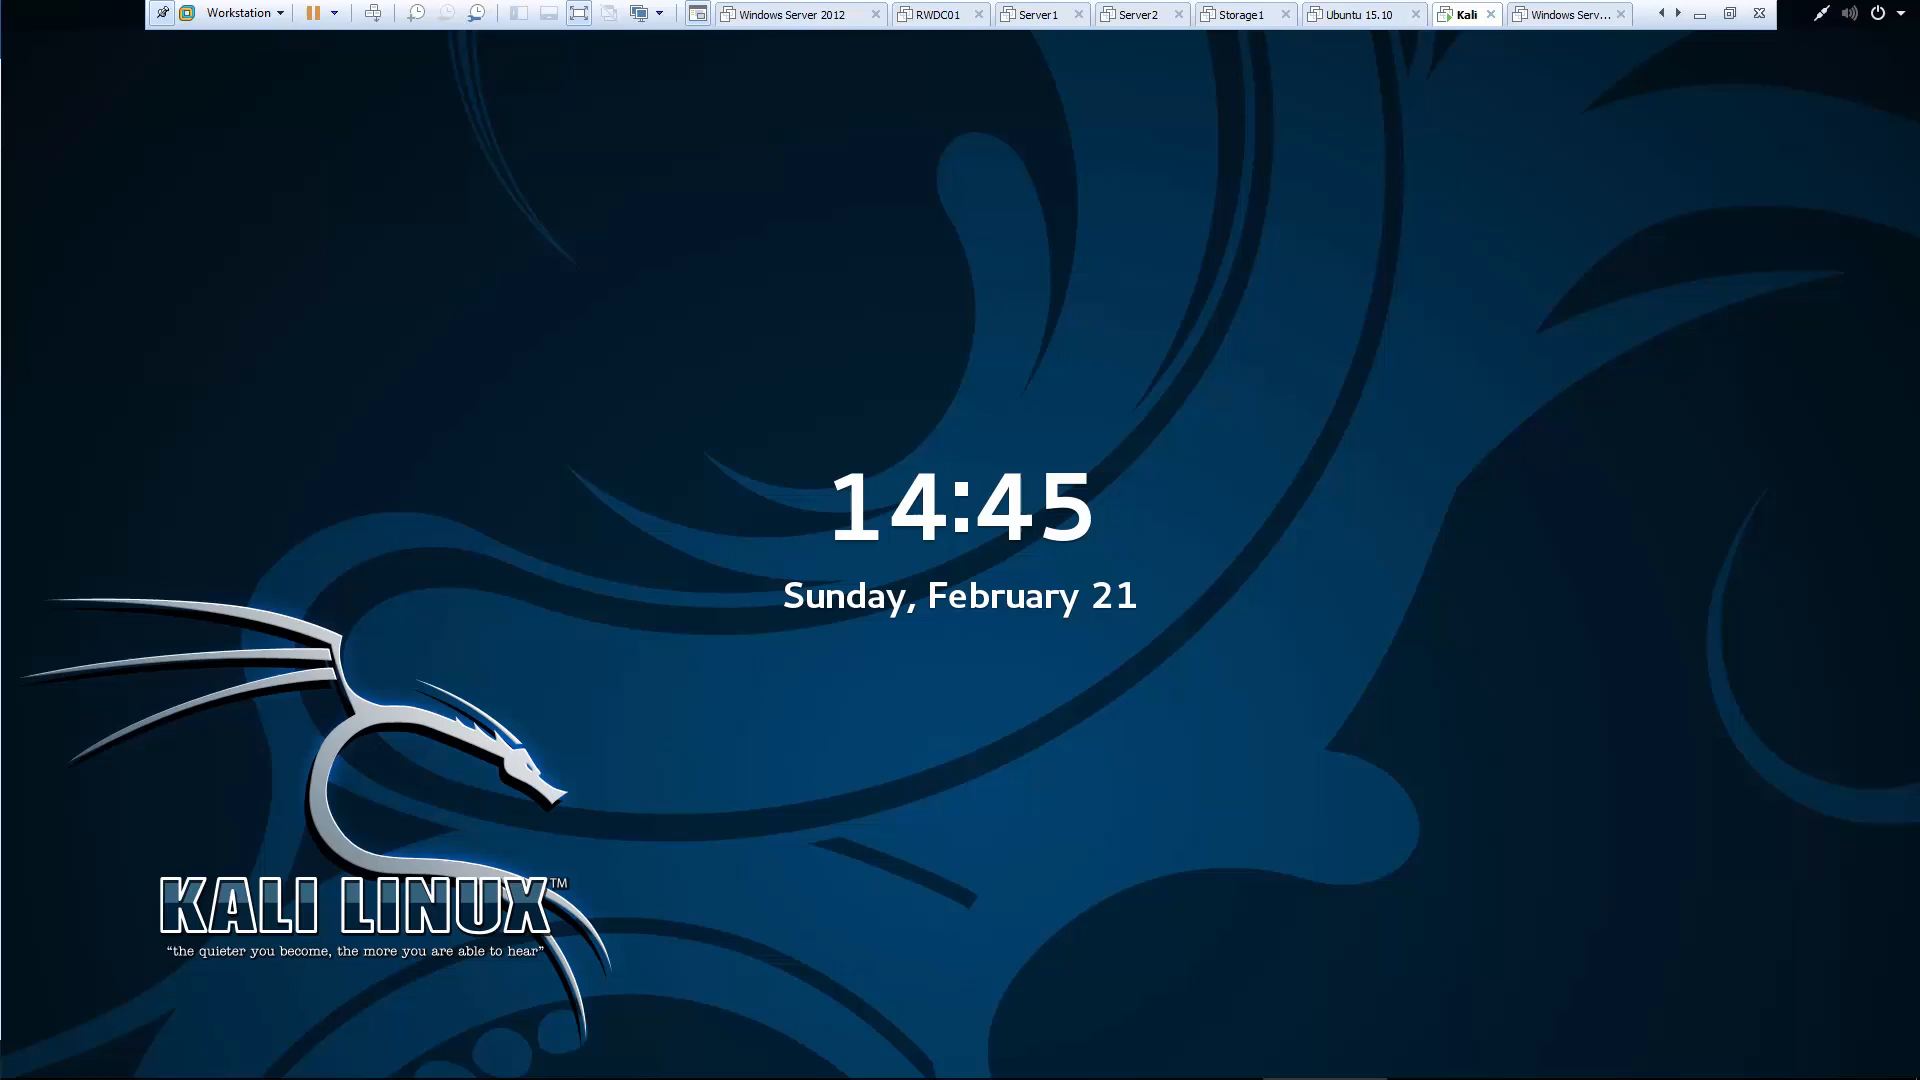 Workstation
Windows Server 2012
RWDC01
Server1
Server2
Storage1
Ubuntu 15.10
Kali
Windows Serv...
14:45
Sunday, February 21
KALI LINUX™
“the quieter you become, the more you are able to hear”